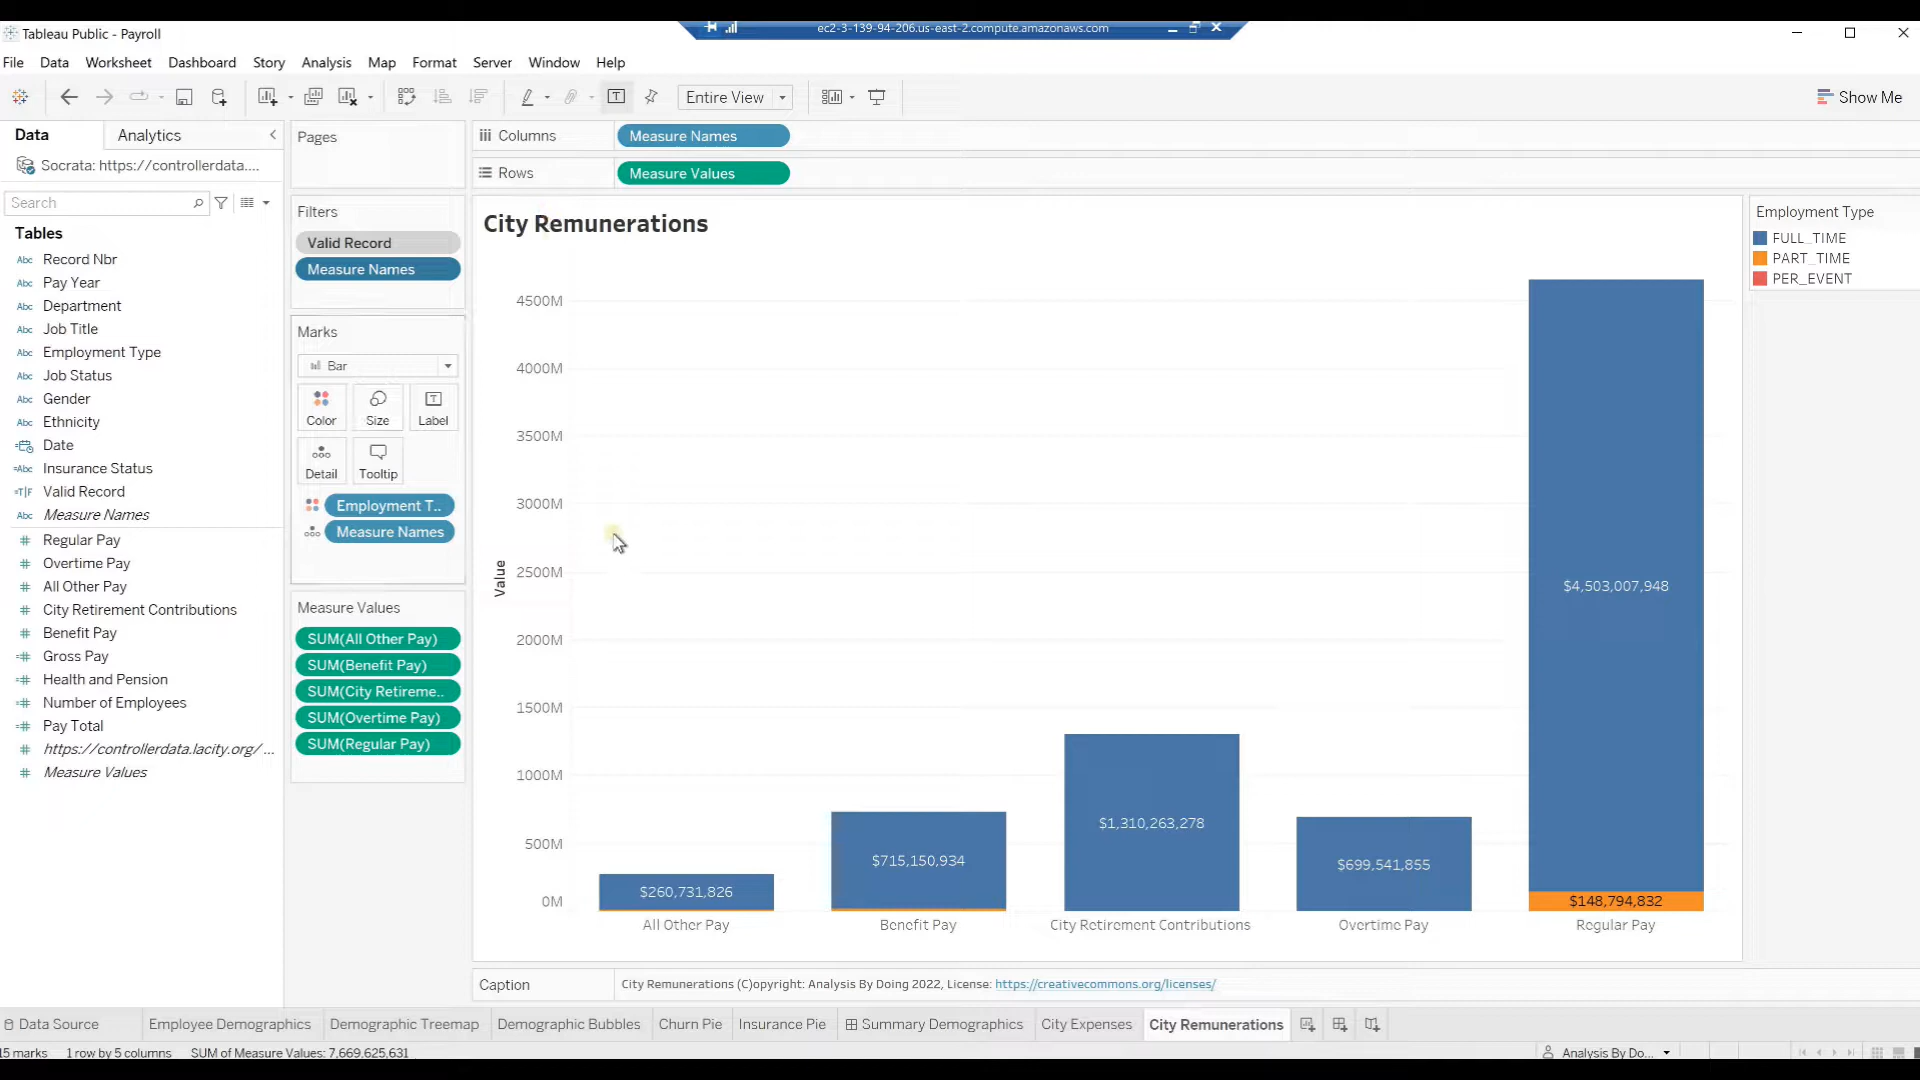 ec2-3-139-94-206.us-east-2.compute.amazonaws.com
Tableau Public - Payroll
File Data Worksheet Dashboard Story Analysis Map Format Server Window Help
Entire View
Show Me
Data Analytics
Socrata: https://controllerdata....
Search
Tables
Abc Record Nbr
Abc Pay Year
Abc Department
Abc Job Title
Abc Employment Type
Abc Job Status
Abc Gender
Abc Ethnicity
Date
=Abc Insurance Status
=T|F Valid Record
Abc Measure Names
# Regular Pay
# Overtime Pay
# All Other Pay
# City Retirement Contributions
# Benefit Pay
=# Gross Pay
=# Health and Pension
=# Number of Employees
=# Pay Total
# https://controllerdata.lacity.org/ ...
# Measure Values
Pages
Filters
Valid Record
Measure Names
Marks
Bar
Color Size Label
Detail Tooltip
Employment T..
Measure Names
Measure Values
SUM(All Other Pay)
SUM(Benefit Pay)
SUM(City Retireme..
SUM(Overtime Pay)
SUM(Regular Pay)
Columns Measure Names
Rows Measure Values
City Remunerations
Value
4500M
4000M
3500M
3000M
2500M
2000M
1500M
1000M
500M
0M
$260,731,826
$715,150,934
$1,310,263,278
$699,541,855
$4,503,007,948
$148,794,832
All Other Pay Benefit Pay City Retirement Contributions Overtime Pay Regular Pay
Employment Type
FULL_TIME
PART_TIME
PER_EVENT
Caption City Remunerations (C)opyright: Analysis By Doing 2022, License: https://creativecommons.org/licenses/
Data Source Employee Demographics Demographic Treemap Demographic Bubbles Churn Pie Insurance Pie Summary Demographics City Expenses City Remunerations
15 marks 1 row by 5 columns SUM of Measure Values: 7,669,625,631 Analysis By Do...